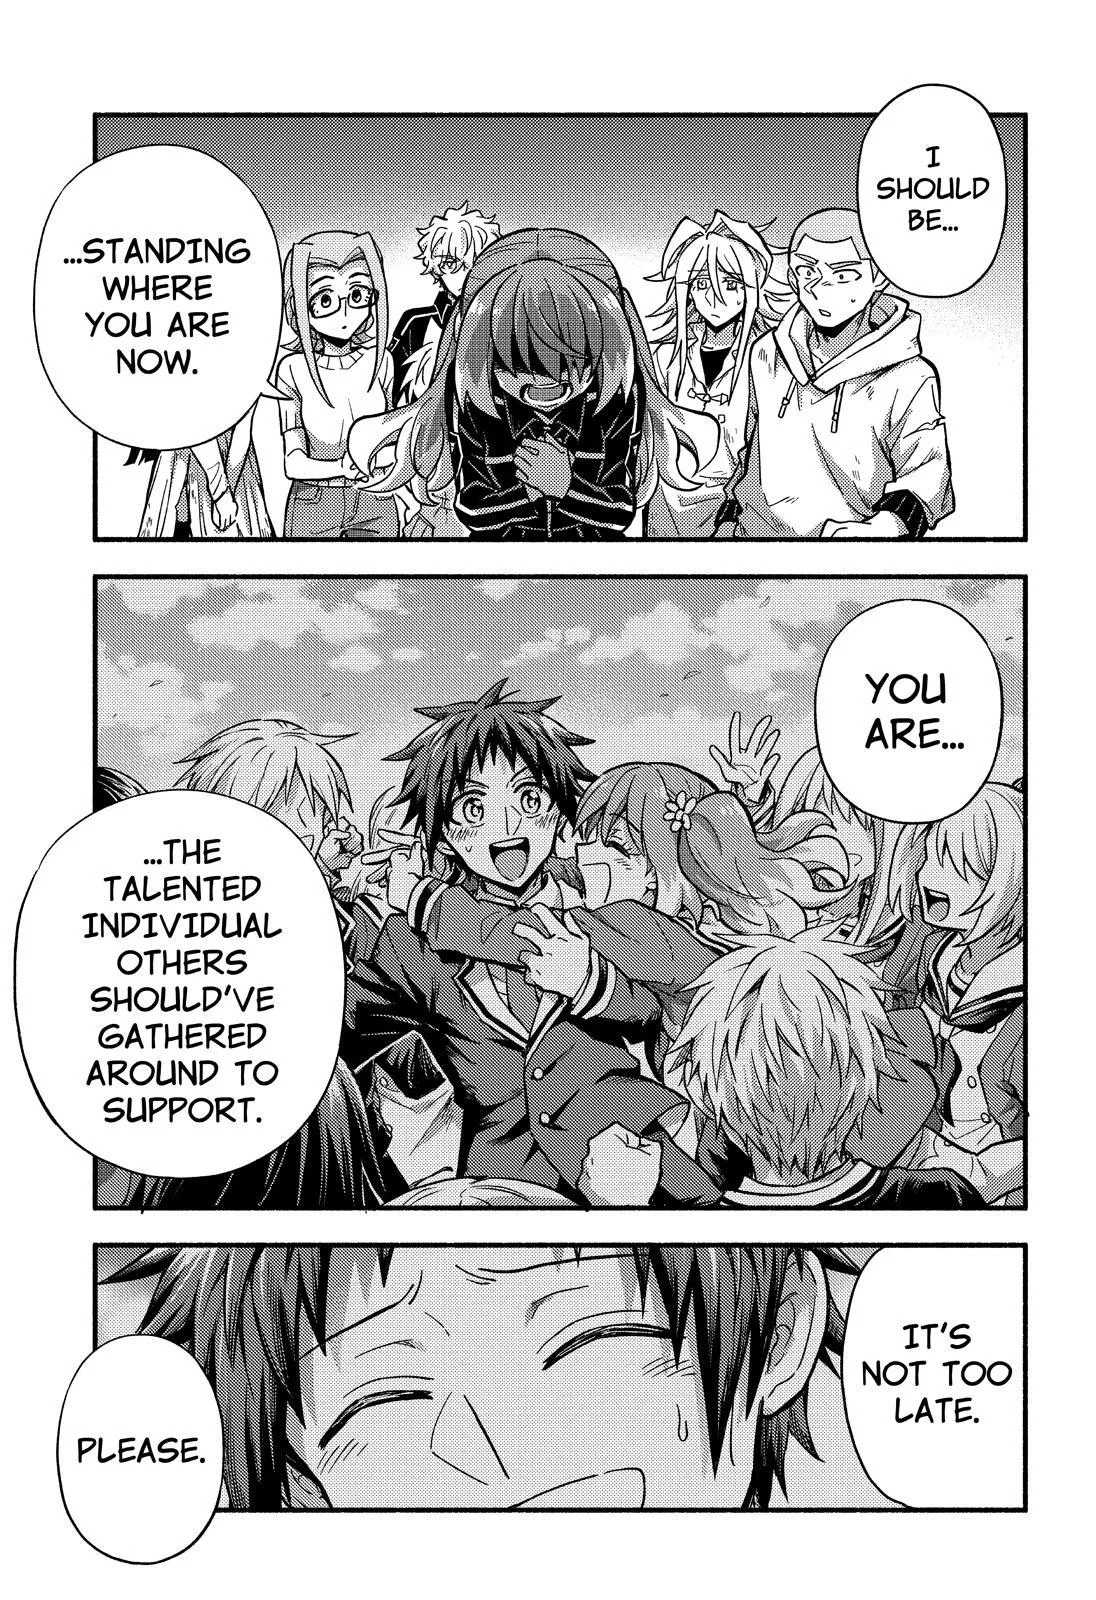 I
SHOULD
BE...
...STANDING
WHERE
YOU ARE
NOW.
YOU
ARE...
...THE
TALENTED
INDIVIDUAL
OTHERS
SHOULD'VE
GATHERED
AROUND TO
SUPPORT.
IT'S
NOT TOO
LATE.
PLEASE.